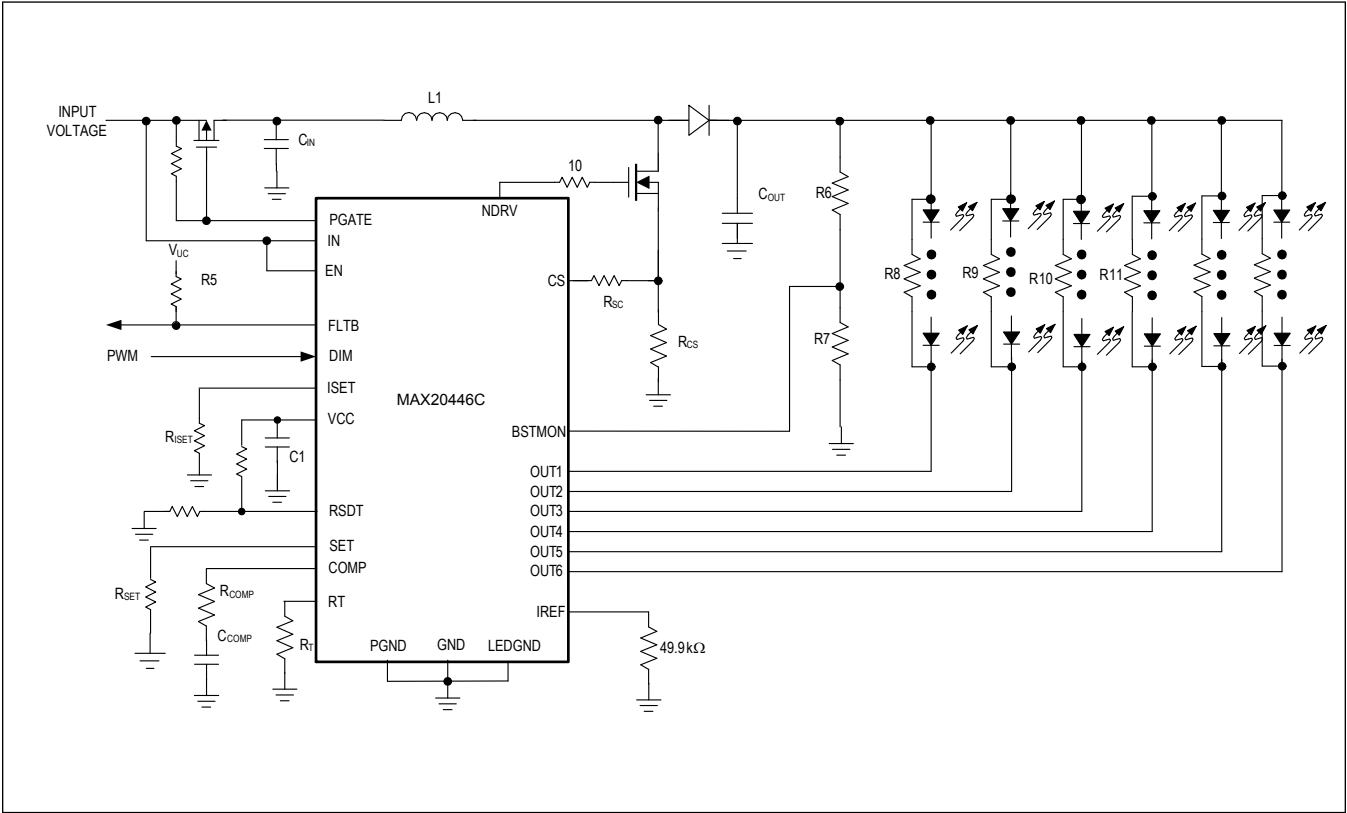 INPUT
VOLTAGE
L1
CIN
10
NDRV
COUT
R6
PGATE
IN
EN
VUC
R5
CS
RSC
R8
R9
R10
R11
FLTB
RCS
R7
PWM
DIM
ISET
MAX20446C
VCC
RISET
C1
BSTMON
OUT1
OUT2
OUT3
OUT4
OUT5
OUT6
RSDT
SET
COMP
RSET
RCOMP
RT
IREF
CCOMP
RT
PGND
GND
LEDGND
49.9kΩ